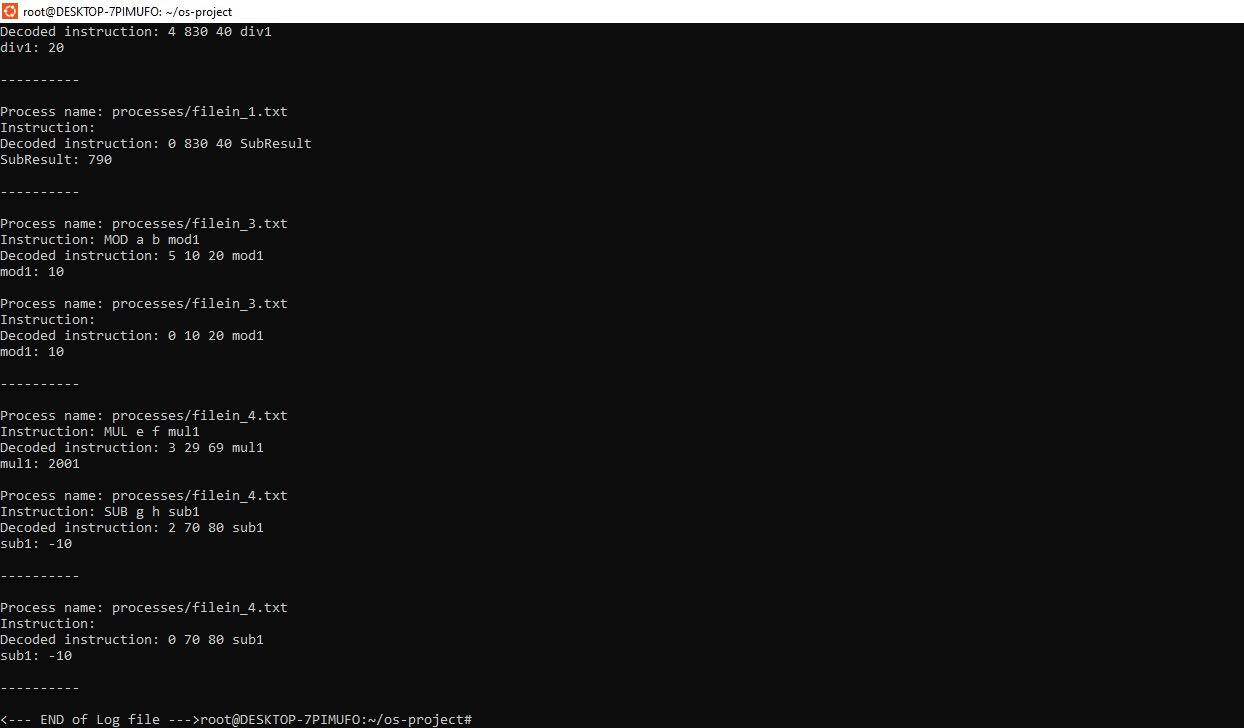 root@DESKTOP-7PIMUFO: ~/os-project
Decoded instruction: 4 830 40 div1
div1: 20
----------
Process name: processes/filein_1.txt
Instruction:
Decoded instruction: 0 830 40 SubResult
SubResult: 790
----------
Process name: processes/filein_3.txt
Instruction: MOD a b mod1
Decoded instruction: 5 10 20 mod1
mod1: 10
Process name: processes/filein_3.txt
Instruction:
Decoded instruction: 0 10 20 mod1
mod1: 10
----------
Process name: processes/filein_4.txt
Instruction: MUL e f mul1
Decoded instruction: 3 29 69 mul1
mul1: 2001
Process name: processes/filein_4.txt
Instruction: SUB g h sub1
Decoded instruction: 2 70 80 sub1
sub1: -10
----------
Process name: processes/filein_4.txt
Instruction:
Decoded instruction: 0 70 80 sub1
sub1: -10
----------
<--- END of Log file --->root@DESKTOP-7PIMUFO:~/os-project#